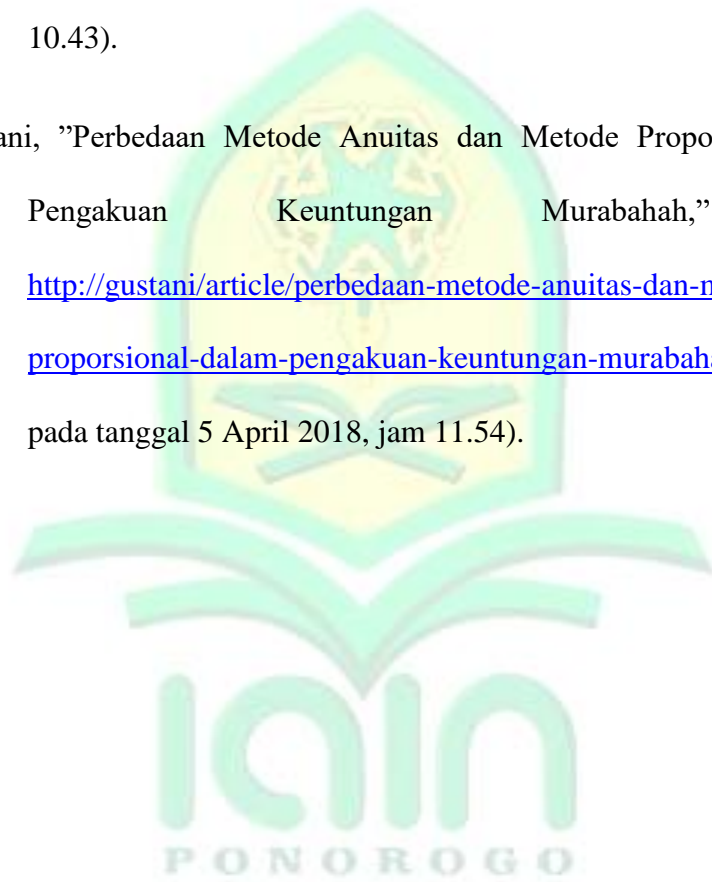 10.43).
ani, ”Perbedaan Metode Anuitas dan Metode Propo
Pengakuan Keuntungan Murabahah,”
http://gustani/article/perbedaan-metode-anuitas-dan-m
proporsional-dalam-pengakuan-keuntungan-murabaha
pada tanggal 5 April 2018, jam 11.54).
iain
PONOROGO